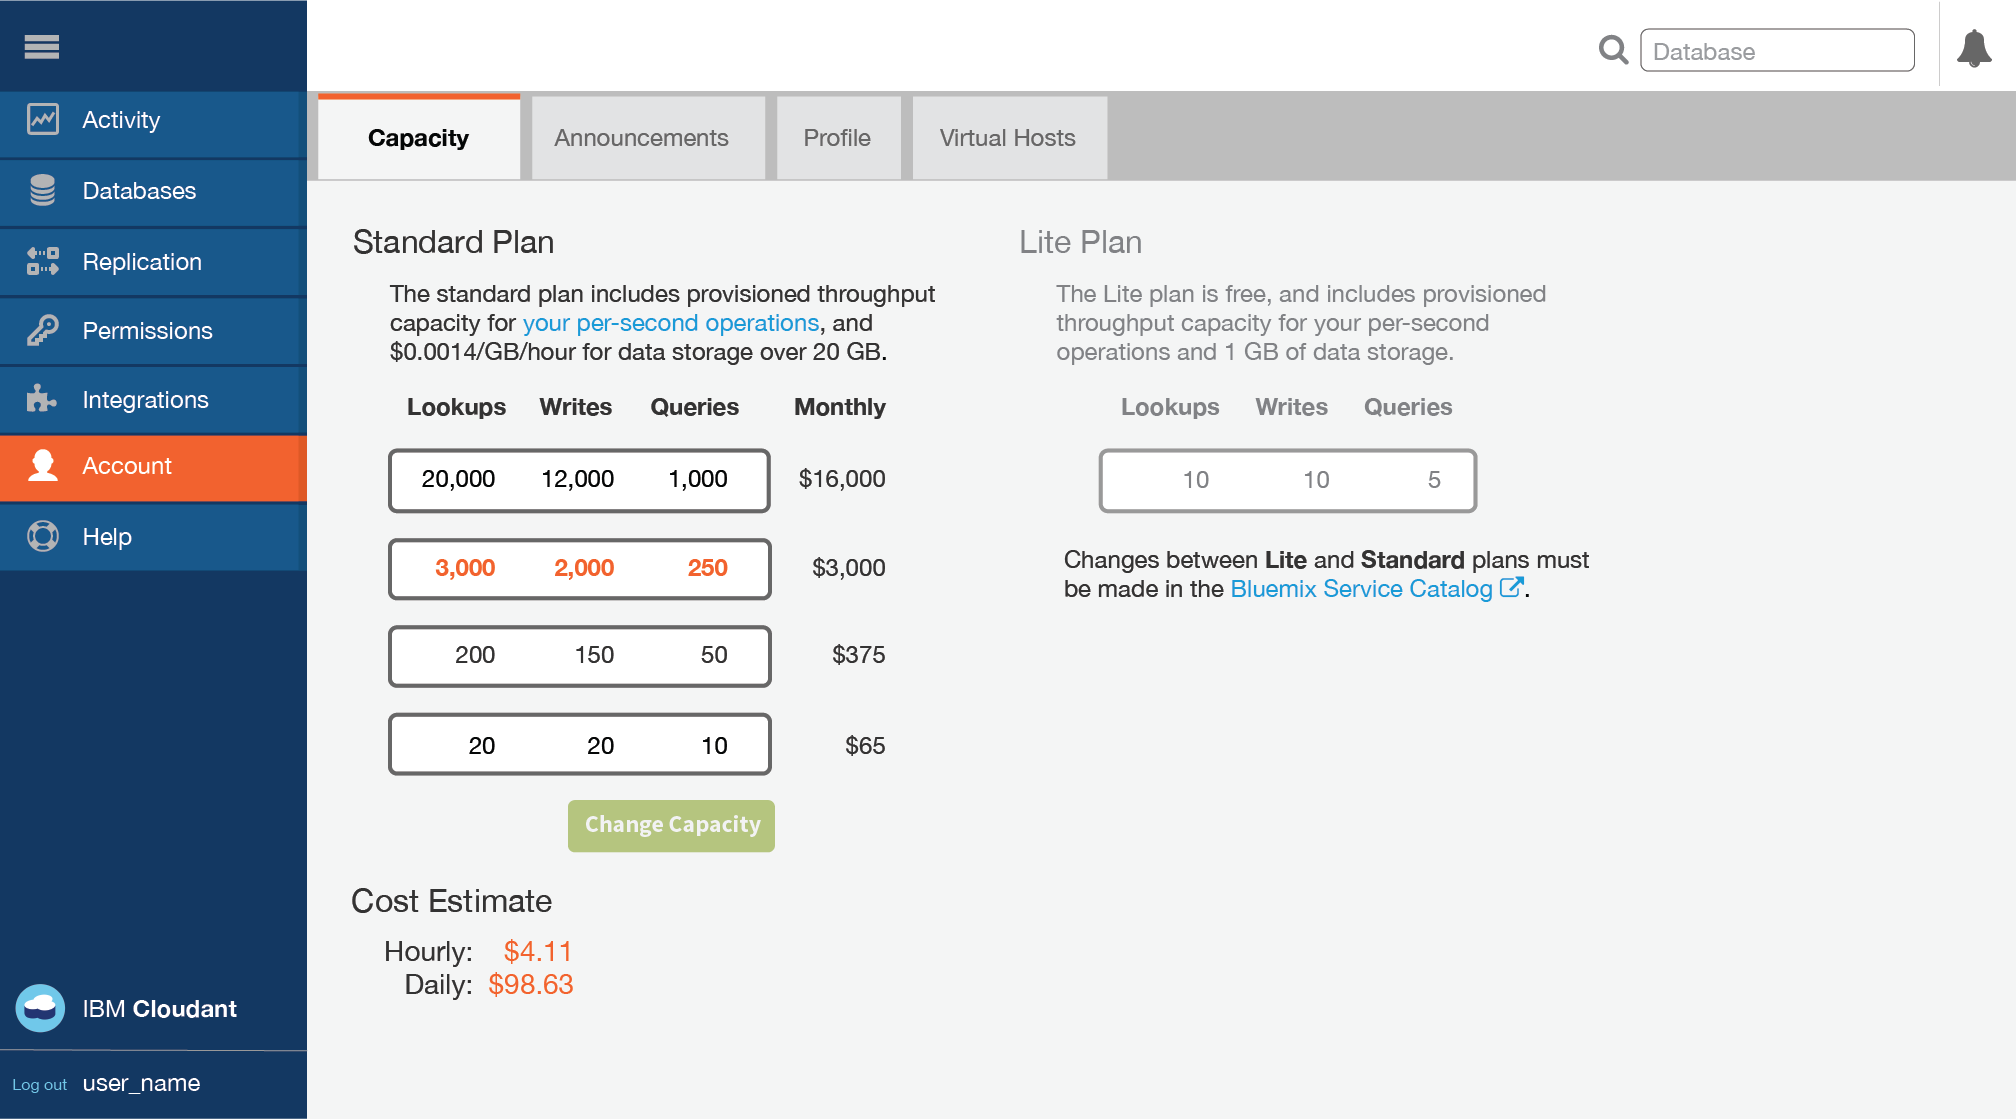 Database
Activity
Databases
Replication
Permissions
Integrations
Account
Help
IBM Cloudant
Log out user_name
Capacity Announcements Profile Virtual Hosts
Standard Plan
The standard plan includes provisioned throughput
capacity for your per-second operations, and
$0.0014/GB/hour for data storage over 20 GB.
Lookups Writes Queries Monthly
20,000 12,000 1,000 $16,000
3,000 2,000 250 $3,000
200 150 50 $375
20 20 10 $65
Change Capacity
Cost Estimate
Hourly: $4.11
Daily: $98.63
Lite Plan
The Lite plan is free, and includes provisioned
throughput capacity for your per-second
operations and 1 GB of data storage.
Lookups Writes Queries
10 10 5
Changes between Lite and Standard plans must
be made in the Bluemix Service Catalog.